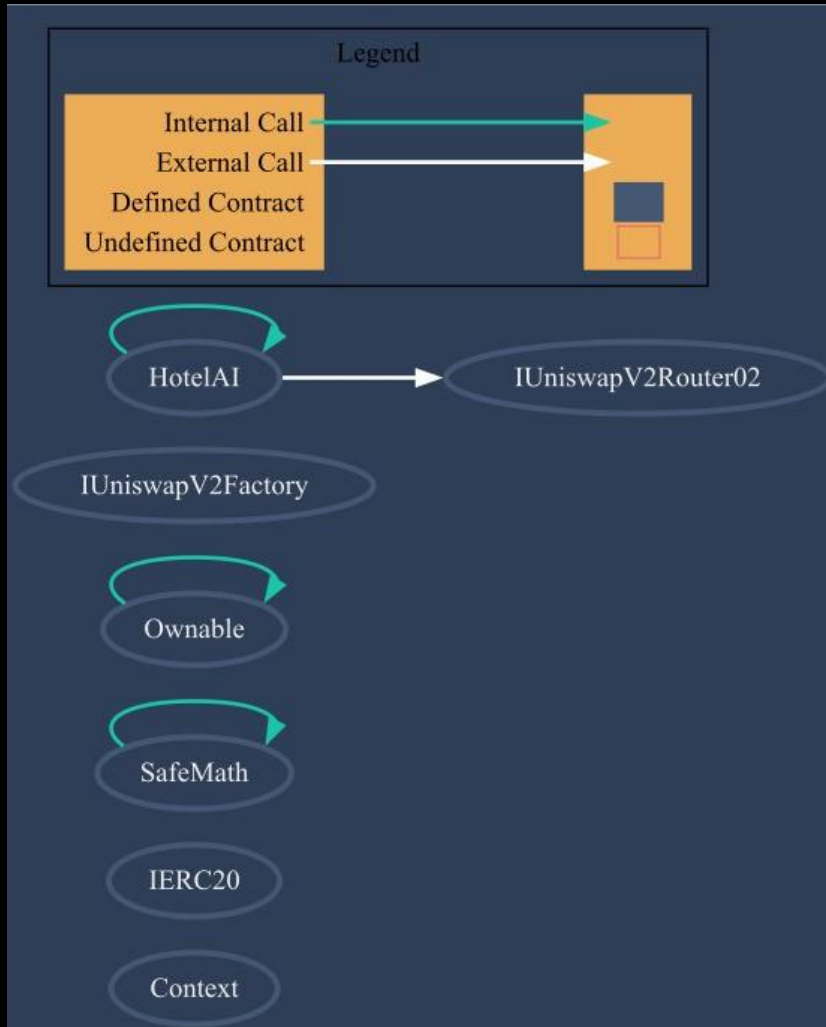 Legend
Internal Call
External Call
Defined Contract
Undefined Contract
HotelAI
IUniswapV2Router02
IUniswapV2Factory
Ownable
SafeMath
IERC20
Context